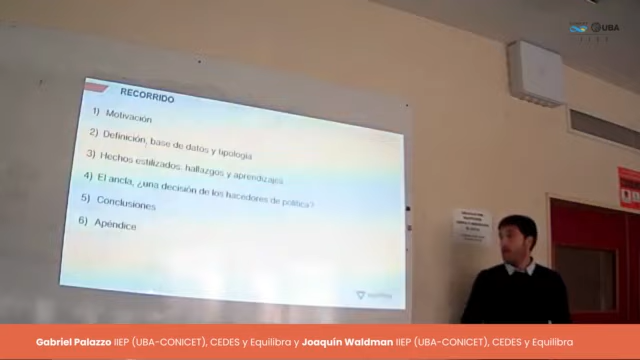 UBA
IIEP
RECORRIDO
1) Motivación
2) Definición, base de datos y tipología
3) Hechos estilizados: hallazgos y aprendizajes
4) El ancla, ¿una decisión de los hacedores de política?
5) Conclusiones
6) Apéndice
Gabriel Palazzo IIEP (UBA-CONICET), CEDES y Equilibra y Joaquín Waldman IIEP (UBA-CONICET), CEDES y Equilibra